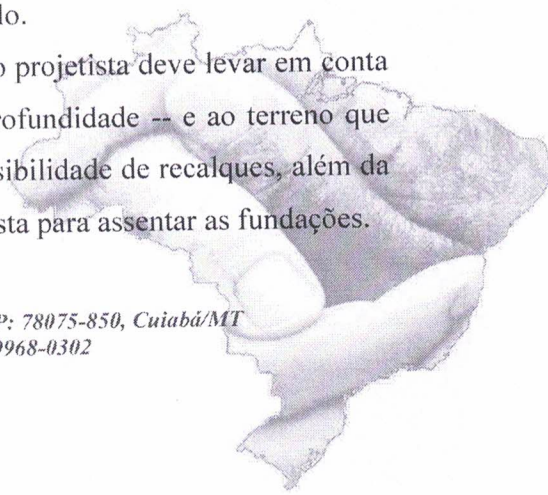 lo.
o projetista deve levar em conta
rofundidade -- e ao terreno que
sibilidade de recalques, além da
sta para assentar as fundações.
P: 78075-850, Cuiabá/MT
9968-0302